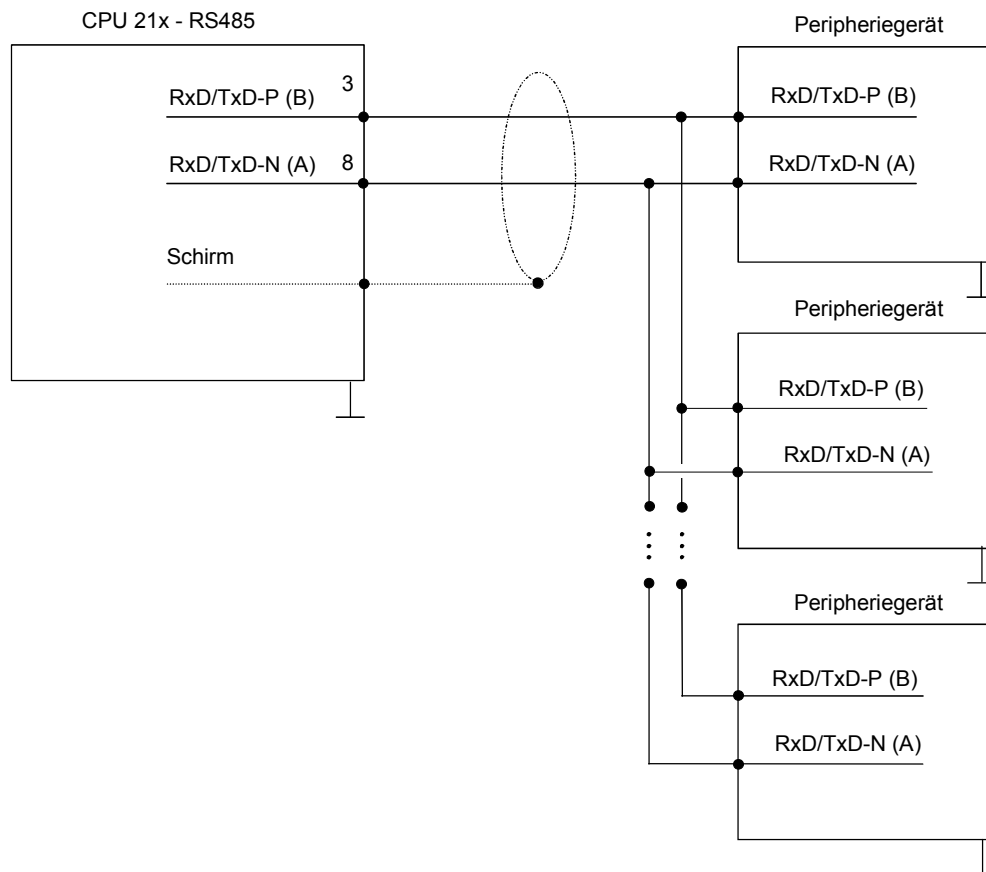 CPU 21x - RS485
Peripheriegerät
RxD/TxD-P (B)
3
RxD/TxD-N (A)
8
Schirm
RxD/TxD-P (B)
RxD/TxD-N (A)
Peripheriegerät
RxD/TxD-P (B)
RxD/TxD-N (A)
Peripheriegerät
RxD/TxD-P (B)
RxD/TxD-N (A)